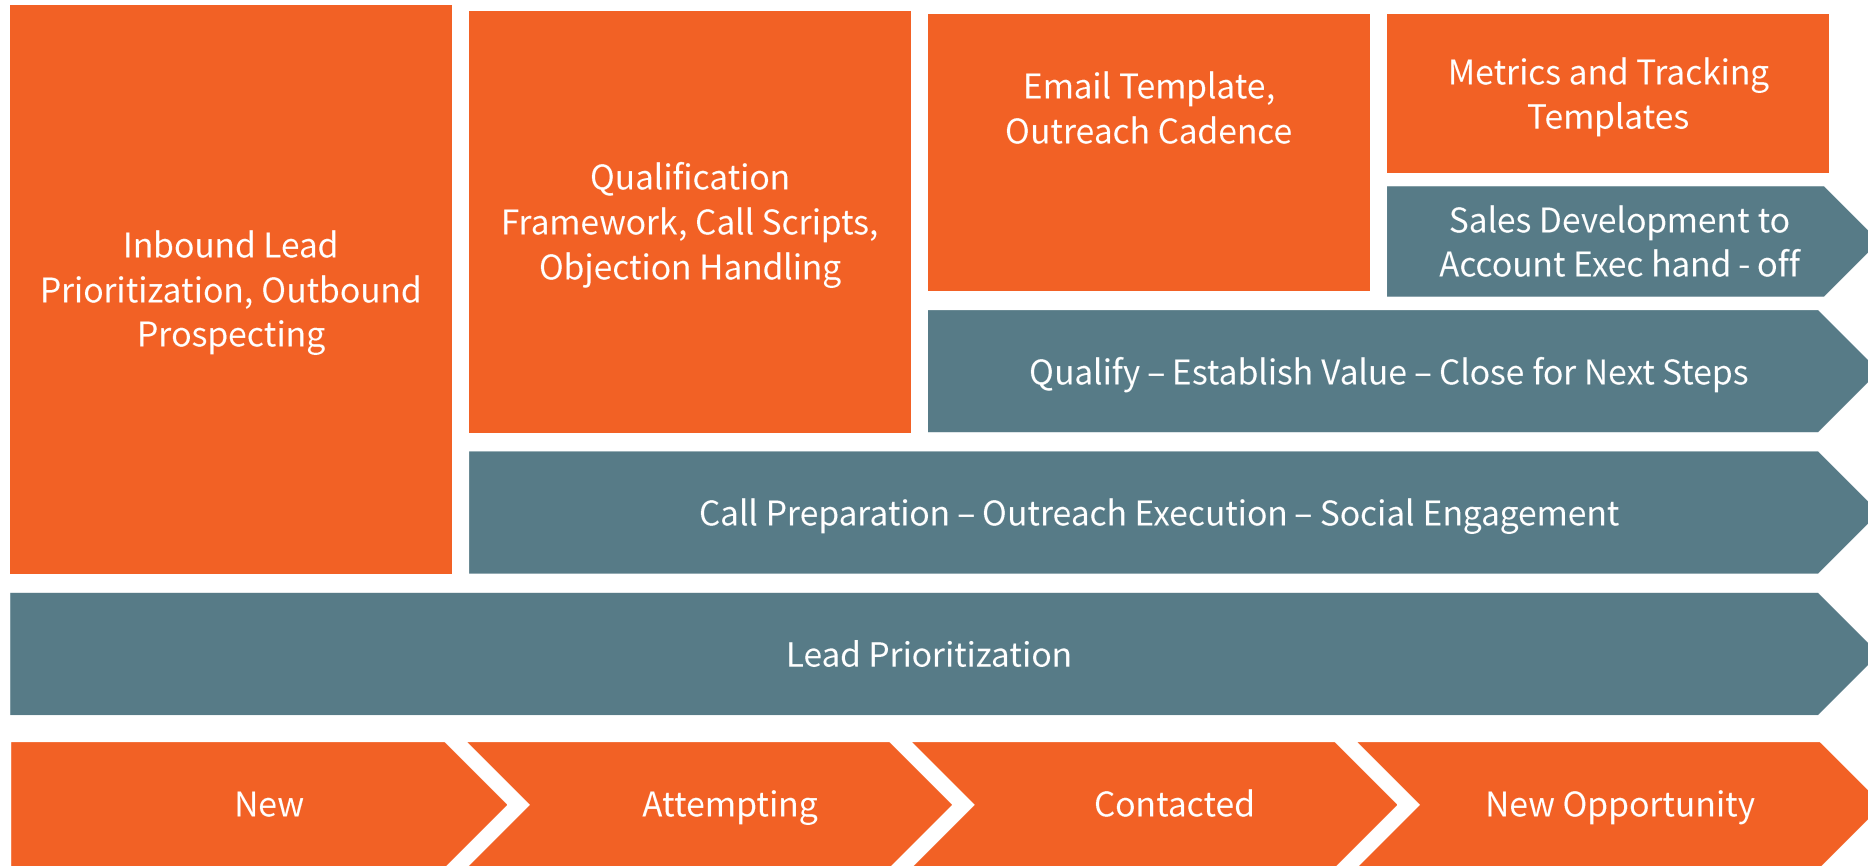 Inbound Lead
Prioritization, Outbound
Prospecting
Qualification
Framework, Call Scripts,
Objection Handling
Email Template,
Outreach Cadence
Metrics and Tracking
Templates
Sales Development to
Account Exec hand - off
Qualify – Establish Value – Close for Next Steps
Call Preparation – Outreach Execution – Social Engagement
Lead Prioritization
New
Attempting
Contacted
New Opportunity